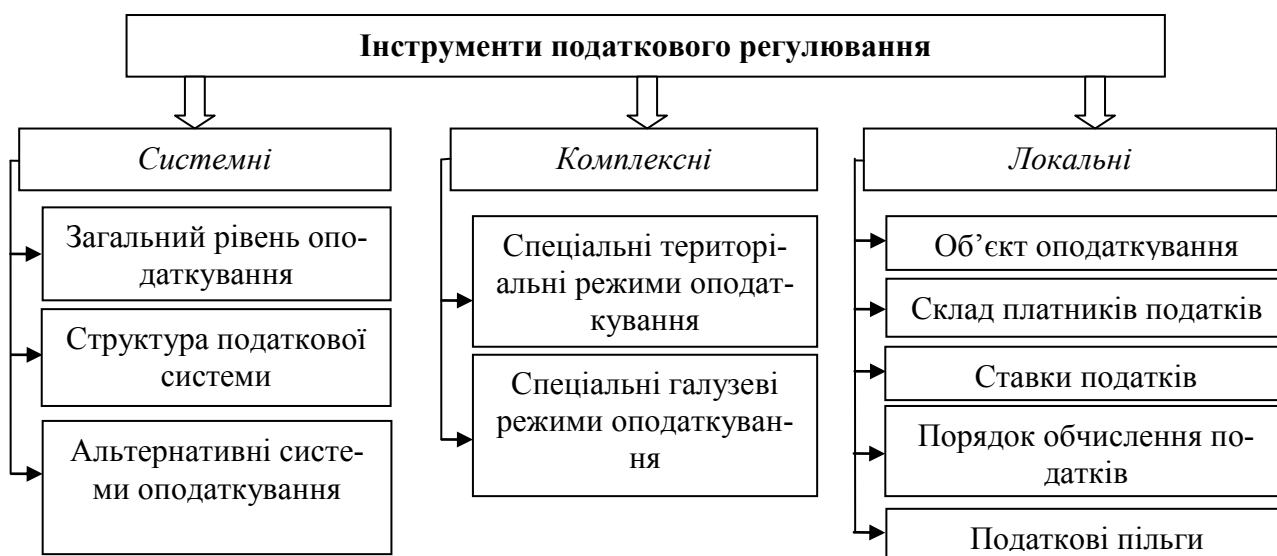 Інструменти податкового регулювання
Системні
Загальний рівень опо-
даткування
Структура податкової
системи
Альтернативні систе-
ми оподаткування
Комплексні
Спеціальні територі-
альні режими оподат-
кування
Спеціальні галузеві
режими оподаткуван-
ня
Локальні
Об’єкт оподаткування
Склад платників податків
Ставки податків
Порядок обчислення по-
датків
Податкові пільги